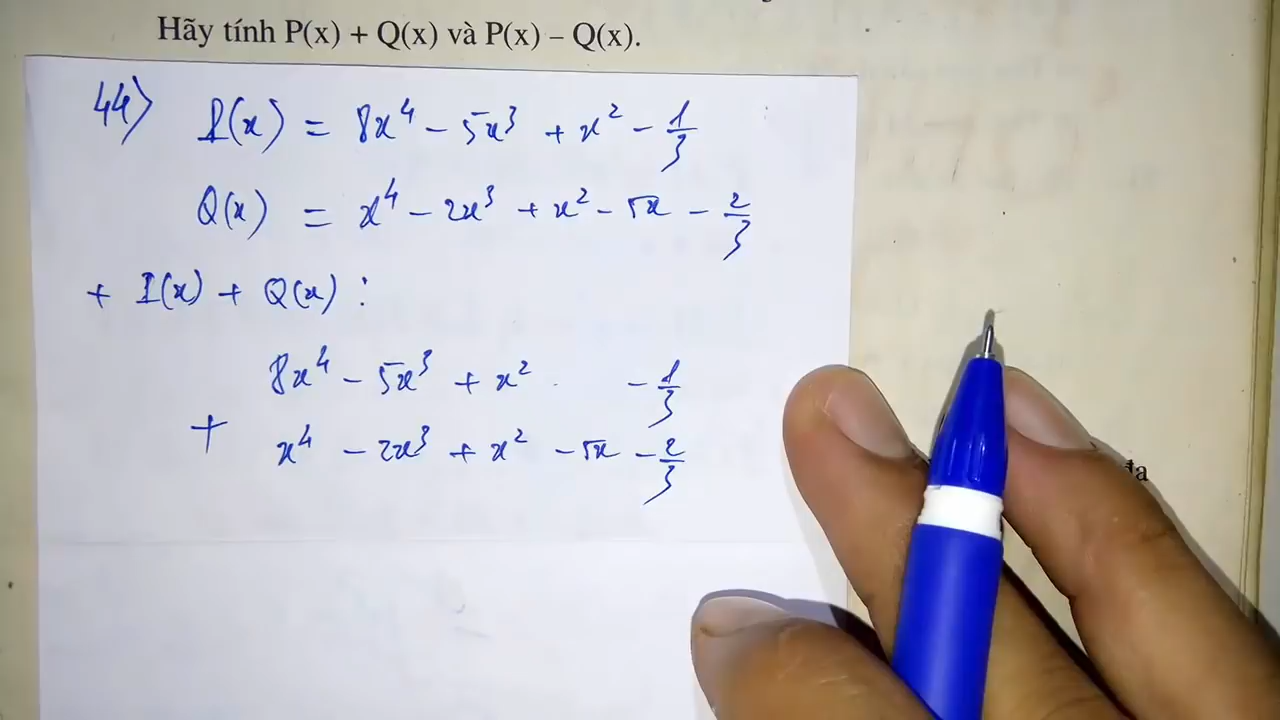 Hãy tính P(x) + Q(x) và P(x) – Q(x).
44) P(x) = 8x⁴ - 5x³ + x² - 1/3
Q(x) = x⁴ - 2x³ + x² - 5x - 2/3
+ P(x) + Q(x) :
8x⁴ - 5x³ + x² - 1/3
+ x⁴ - 2x³ + x² - 5x - 2/3
đa